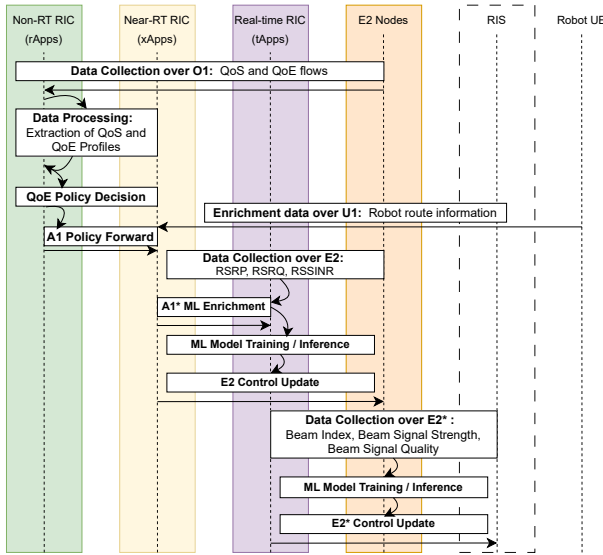 Non-RT RIC
(rApps)
Near-RT RIC
(xApps)
Real-time RIC
(tApps)
E2 Nodes
RIS
Robot UE
Data Collection over O1: QoS and QoE flows
Data Processing:
Extraction of QoS and
QoE Profiles
QoE Policy Decision
Enrichment data over U1: Robot route information
A1 Policy Forward
Data Collection over E2:
RSRP, RSRQ, RSSINR
A1* ML Enrichment
ML Model Training / Inference
E2 Control Update
Data Collection over E2* :
Beam Index, Beam Signal Strength,
Beam Signal Quality
ML Model Training / Inference
E2* Control Update